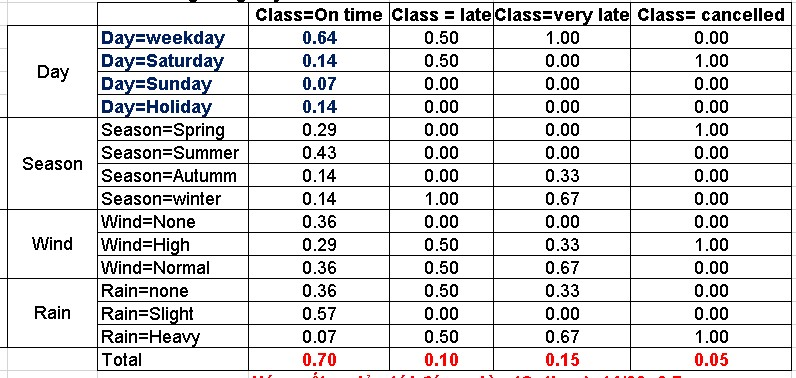 Class=On time Class = late Class=very late Class= cancelled
Day Day=weekday 0.64 0.50 1.00 0.00
Day=Saturday 0.14 0.50 0.00 1.00
Day=Sunday 0.07 0.00 0.00 0.00
Day=Holiday 0.14 0.00 0.00 0.00
Season Season=Spring 0.29 0.00 0.00 1.00
Season=Summer 0.43 0.00 0.00 0.00
Season=Autumm 0.14 0.00 0.33 0.00
Season=winter 0.14 1.00 0.67 0.00
Wind Wind=None 0.36 0.00 0.00 0.00
Wind=High 0.29 0.50 0.33 1.00
Wind=Normal 0.36 0.50 0.67 0.00
Rain Rain=none 0.36 0.50 0.33 0.00
Rain=Slight 0.57 0.00 0.00 0.00
Rain=Heavy 0.07 0.50 0.67 1.00
Total 0.70 0.10 0.15 0.05